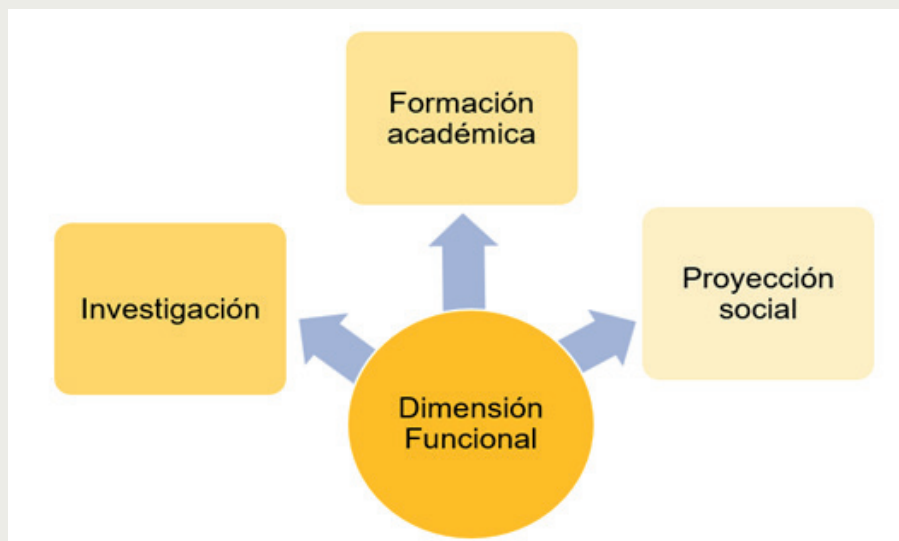 Formación
académica
Investigación
Proyección
social
Dimensión
Funcional